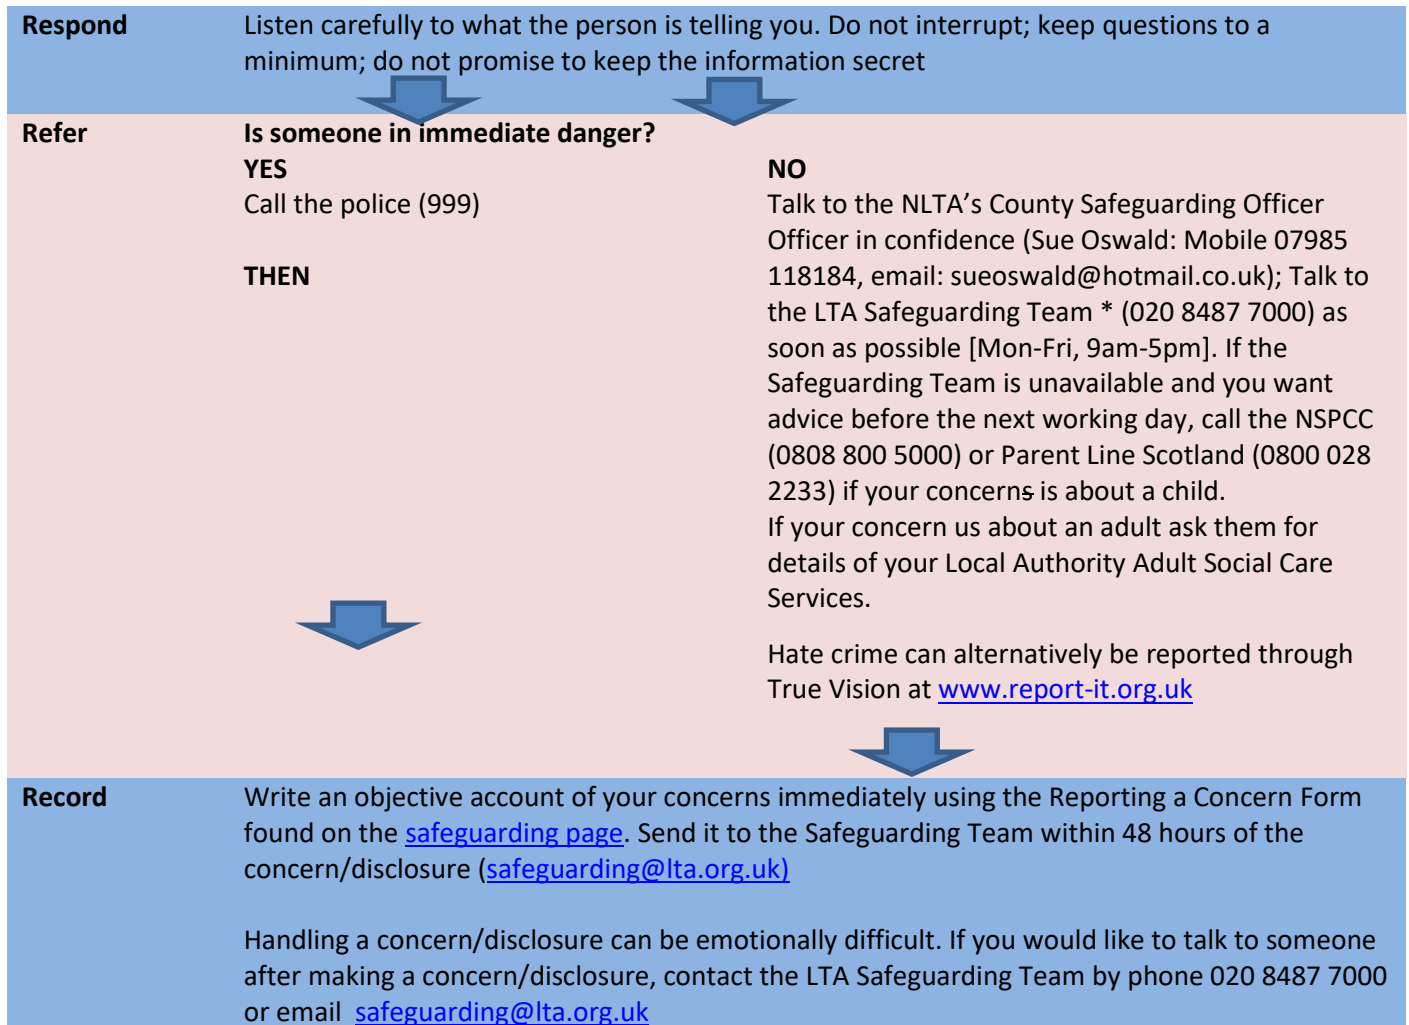 Respond
Listen carefully to what the person is telling you. Do not interrupt; keep questions to a
minimum; do not promise to keep the information secret
Refer
Is someone in immediate danger?
YES
Call the police (999)
THEN
NO
Talk to the NLTA’s County Safeguarding Officer
Officer in confidence (Sue Oswald: Mobile 07985
118184, email: sueoswald@hotmail.co.uk); Talk to
the LTA Safeguarding Team * (020 8487 7000) as
soon as possible [Mon-Fri, 9am-5pm]. If the
Safeguarding Team is unavailable and you want
advice before the next working day, call the NSPCC
(0808 800 5000) or Parent Line Scotland (0800 028
2233) if your concerns is about a child.
If your concern us about an adult ask them for
details of your Local Authority Adult Social Care
Services.
Hate crime can alternatively be reported through
True Vision at www.report-it.org.uk
Record
Write an objective account of your concerns immediately using the Reporting a Concern Form
found on the safeguarding page. Send it to the Safeguarding Team within 48 hours of the
concern/disclosure (safeguarding@lta.org.uk)
Handling a concern/disclosure can be emotionally difficult. If you would like to talk to someone
after making a concern/disclosure, contact the LTA Safeguarding Team by phone 020 8487 7000
or email safeguarding@lta.org.uk